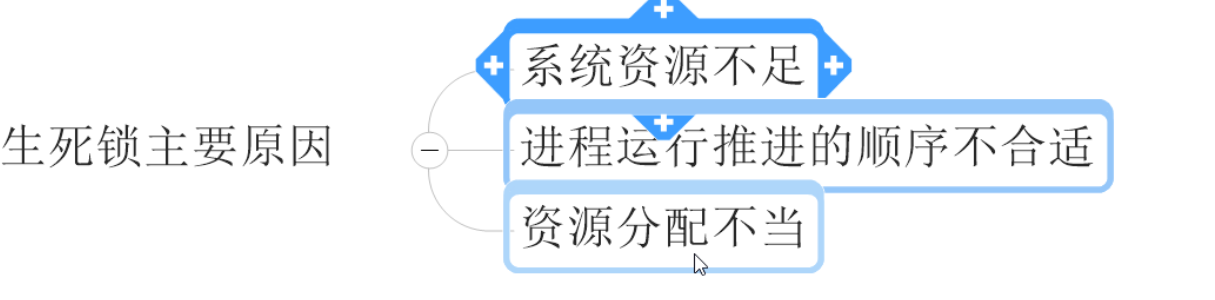 生死锁主要原因
系统资源不足
进程运行推进的顺序不合适
资源分配不当